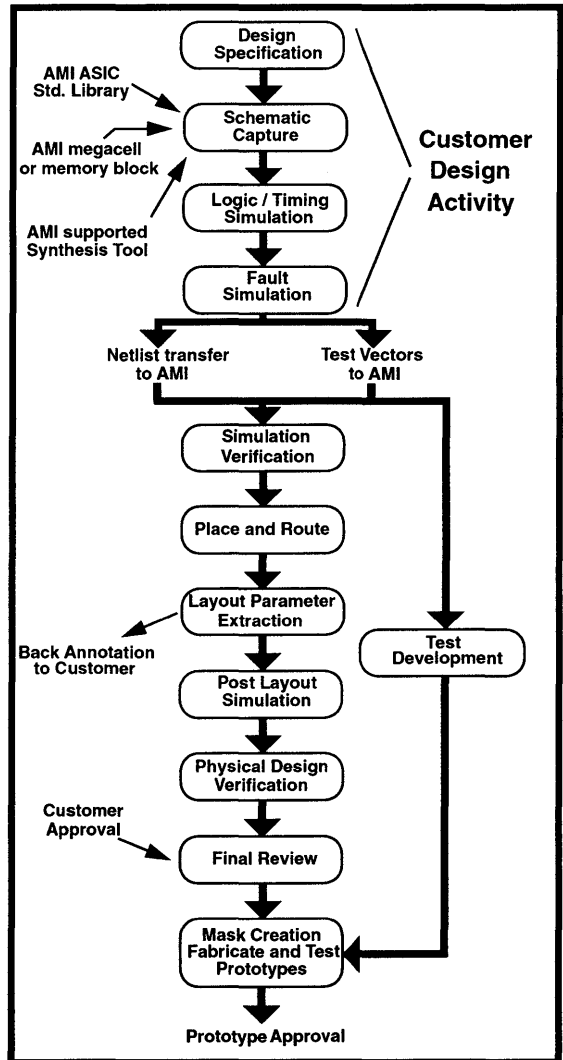 Design
Specification
AMI ASIC
Std. Library
Schematic
Capture
AMI megacell
or memory block
Customer
Design
Activity
Logic / Timing
Simulation
AMI supported
Synthesis Tool
Fault
Simulation
Netlist transfer
to AMI
Test Vectors
to AMI
Simulation
Verification
Place and Route
Layout Parameter
Extraction
Back Annotation
to Customer
Test
Development
Post Layout
Simulation
Physical Design
Verification
Customer
Approval
Final Review
Mask Creation
Fabricate and Test
Prototypes
Prototype Approval